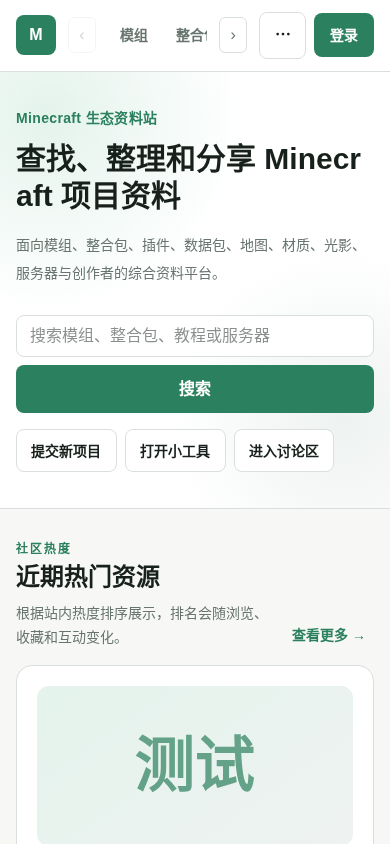 M ‹ 模组 整合 › ··· 登录
Minecraft 生态资料站
查找、整理和分享 Minecr
aft 项目资料
面向模组、整合包、插件、数据包、地图、材质、光影、
服务器与创作者的综合资料平台。
搜索模组、整合包、教程或服务器
搜索
提交新项目 打开小工具 进入讨论区
社区热度
近期热门资源
根据站内热度排序展示，排名会随浏览、
收藏和互动变化。
查看更多 →
测试